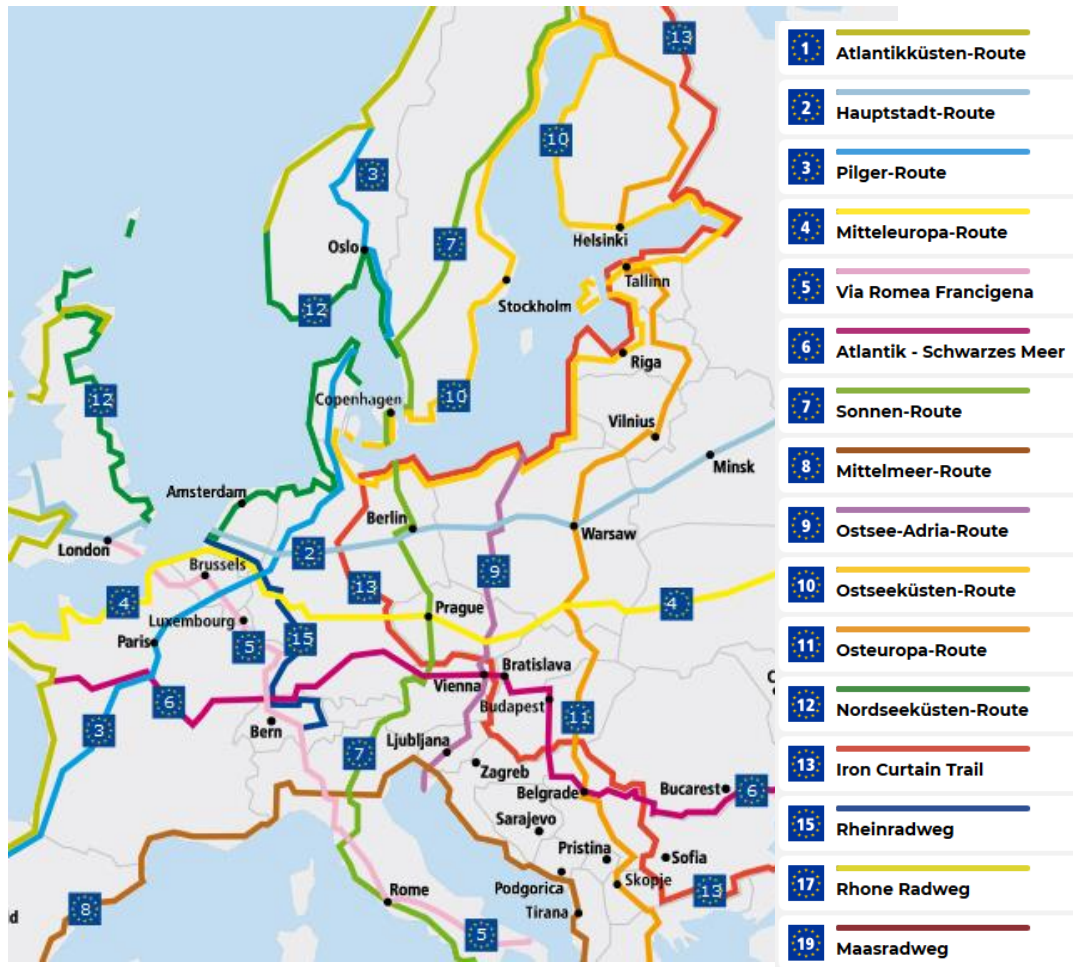 13
10
3
Helsinki
Oslo
7
Tallinn
Stockholm
12
Riga
10
12
Copenhagen
Vilnius
Minsk
Amsterdam
Berlin
London
2
Warsaw
Brussels
9
13
4
4
Prague
Luxembourg
Paris
5
15
Bratislava
Vienna
6
Budapest
Bern
3
11
Ljubljana
7
Zagreb
Belgrade
Bucarest
6
Sarajevo
Pristina
Sofia
Skopje
Podgorica
13
Rome
8
Tirana
d
5
1 Atlantikküsten-Route
2 Hauptstadt-Route
3 Pilger-Route
4 Mitteleuropa-Route
5 Via Romea Francigena
6 Atlantik - Schwarzes Meer
7 Sonnen-Route
8 Mittelmeer-Route
9 Ostsee-Adria-Route
10 Ostseeküsten-Route
11 Osteuropa-Route
12 Nordseeküsten-Route
13 Iron Curtain Trail
15 Rheinradweg
17 Rhone Radweg
19 Maasradweg